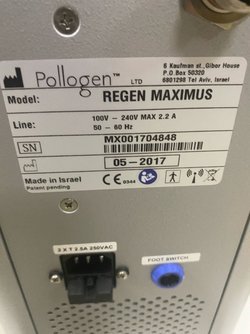 Pollogen™ LTD
6 Kaufman st., Gibor House
P.O.Box 50320
6801298 Tel Aviv, Israel
Model: REGEN MAXIMUS
Line: 100V - 240V MAX 2.2 A
50 - 60 Hz
SN MX001704848
05-2017
Made in Israel
Patent pending
CE 0344
2 X T 2.5A 250VAC
FOOT SWITCH